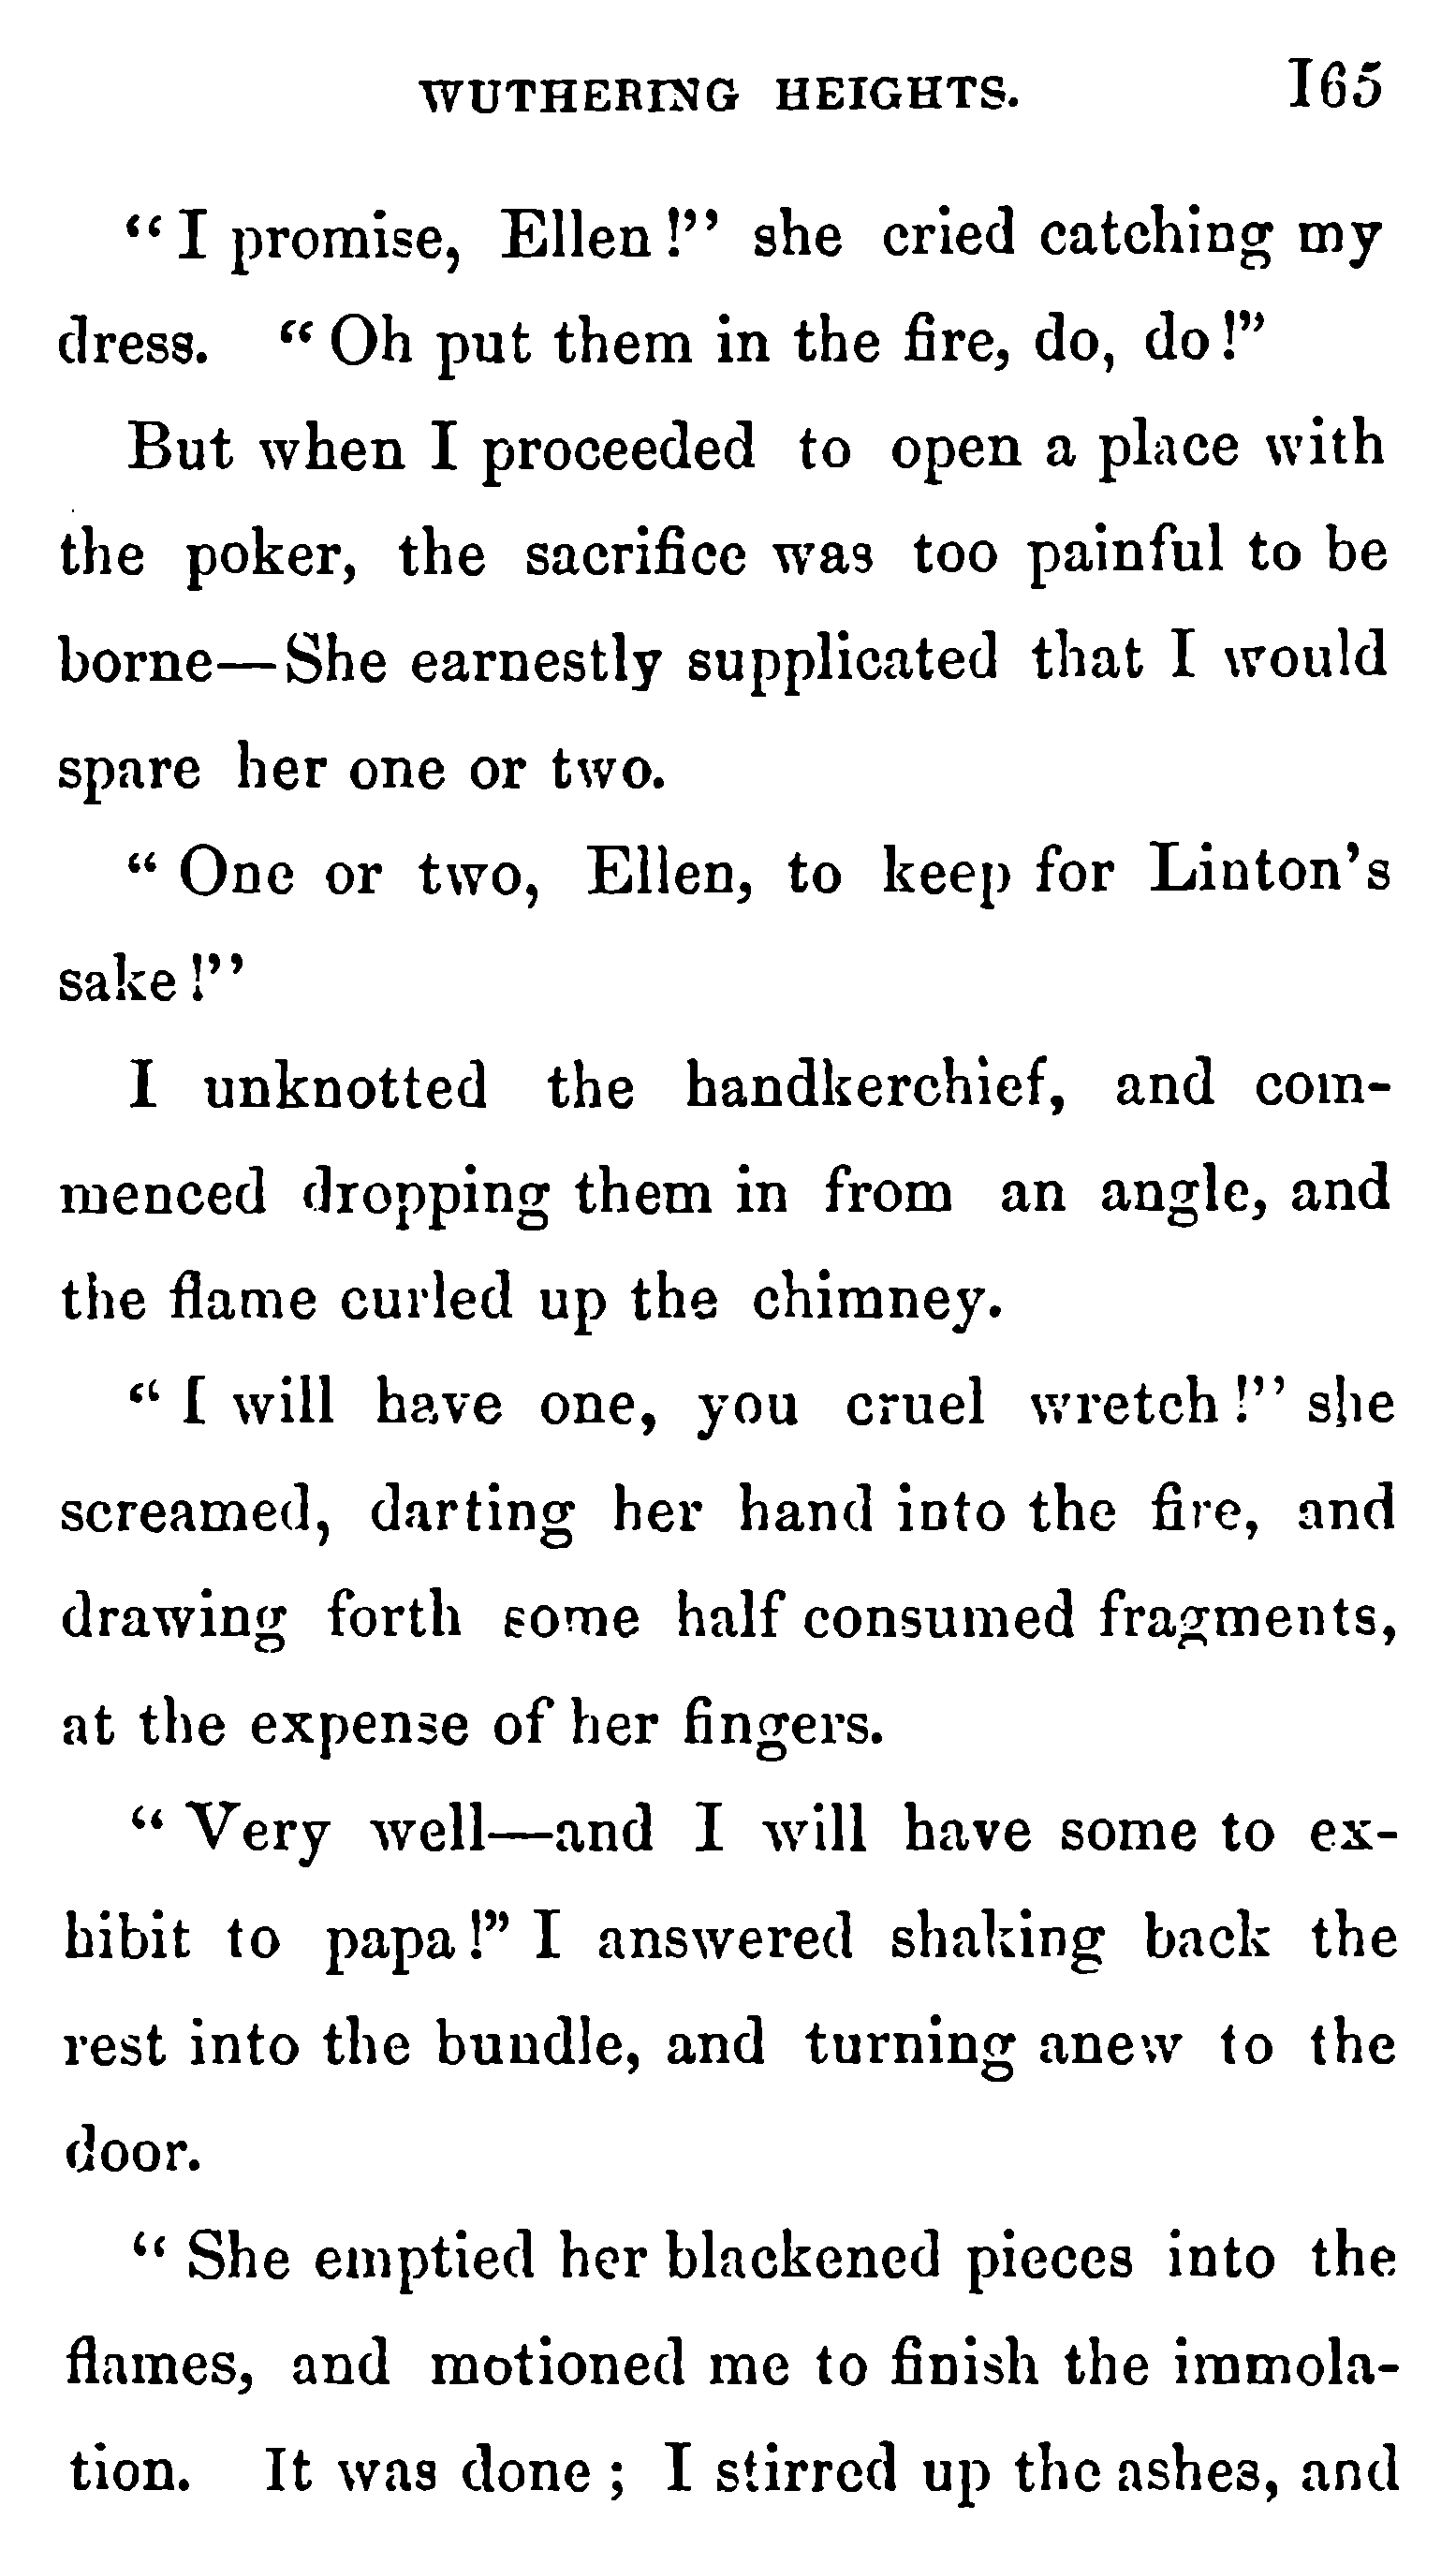 WUTHERING HEIGHTS. 165
"I promise, Ellen!" she cried catching my
dress. "Oh put them in the fire, do, do!"
But when I proceeded to open a place with
the poker, the sacrifice was too painful to be
borne—She earnestly supplicated that I would
spare her one or two.
"One or two, Ellen, to keep for Linton's
sake!"
I unknotted the handkerchief, and com-
menced dropping them in from an angle, and
the flame curled up the chimney.
"I will have one, you cruel wretch!" she
screamed, darting her hand into the fire, and
drawing forth some half consumed fragments,
at the expense of her fingers.
"Very well—and I will have some to ex-
hibit to papa!" I answered shaking back the
rest into the bundle, and turning anew to the
door.
"She emptied her blackened pieces into the
flames, and motioned me to finish the immola-
tion. It was done; I stirred up the ashes, and